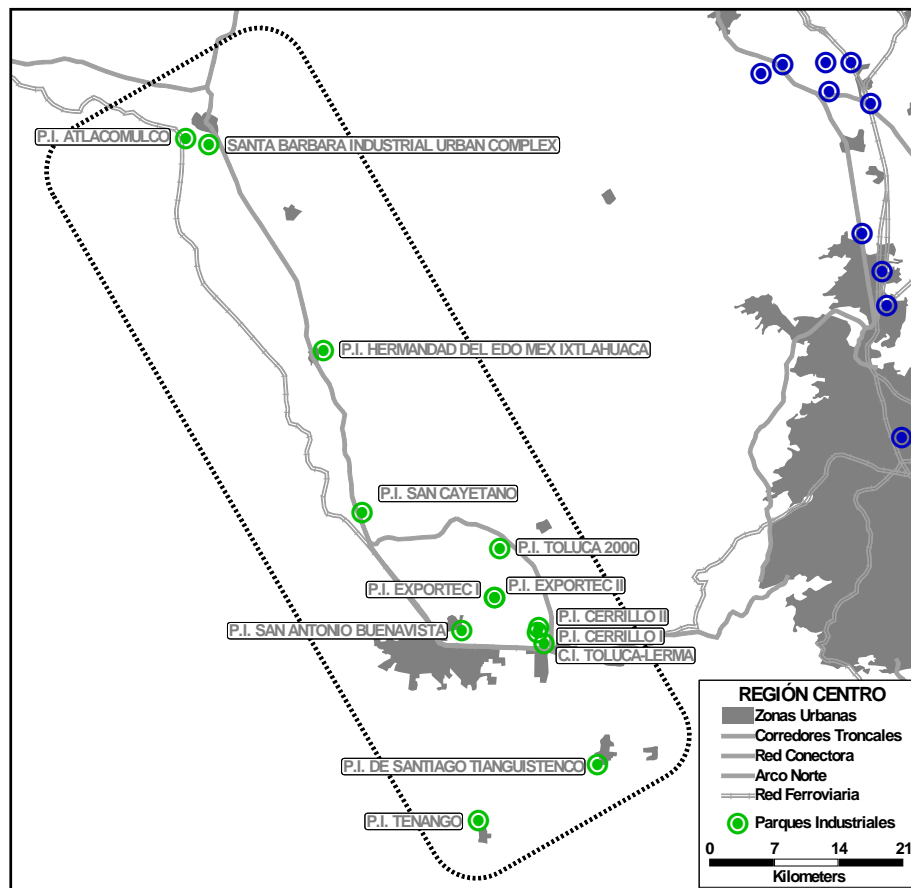 P.I. ATLACOMULCO
SANTA BARBARA INDUSTRIAL URBAN COMPLEX
P.I. HERMANDAD DEL EDO MEX IXTLAHUACA
P.I. SAN CAYETANO
P.I. TOLUCA 2000
P.I. EXPORTEC I
P.I. EXPORTEC II
P.I. CERRILLO II
P.I. SAN ANTONIO BUENAVISTA
P.I. CERRILLO I
C.I. TOLUCA-LERMA
P.I. DE SANTIAGO TIANGUISTENCO
P.I. TENANGO
REGIÓN CENTRO
Zonas Urbanas
Corredores Troncales
Red Conectora
Arco Norte
Red Ferroviaria
Parques Industriales
0 7 14 21
Kilometers